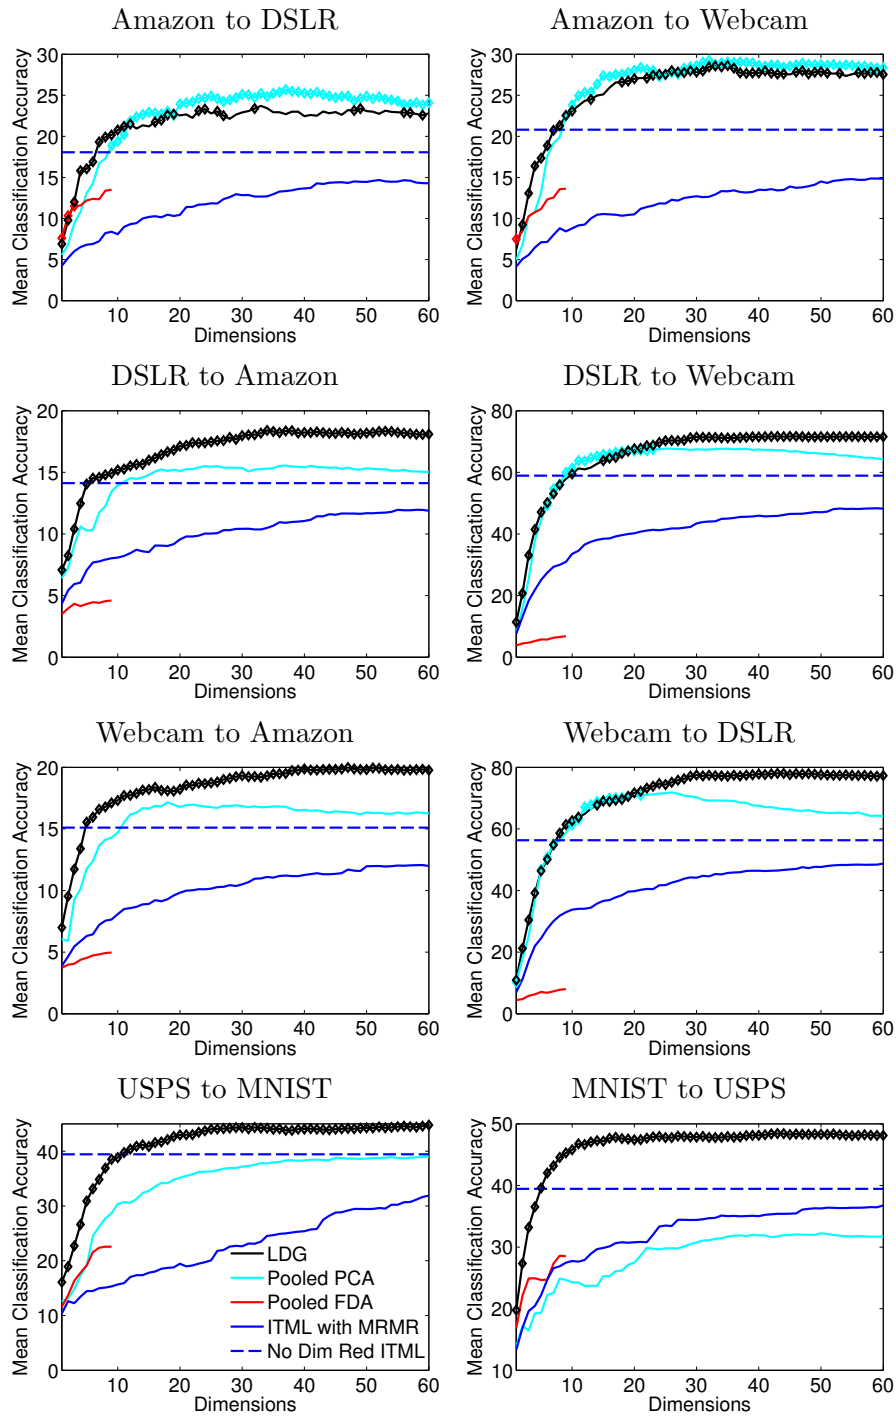 Amazon to DSLR
Mean Classification Accuracy
30
25
20
15
10
5
0
10 20 30 40 50 60
Dimensions
Amazon to Webcam
Mean Classification Accuracy
30
25
20
15
10
5
0
10 20 30 40 50 60
Dimensions
DSLR to Amazon
Mean Classification Accuracy
20
15
10
5
0
10 20 30 40 50 60
Dimensions
DSLR to Webcam
Mean Classification Accuracy
80
60
40
20
0
10 20 30 40 50 60
Dimensions
Webcam to Amazon
Mean Classification Accuracy
20
15
10
5
0
10 20 30 40 50 60
Dimensions
Webcam to DSLR
Mean Classification Accuracy
80
60
40
20
0
10 20 30 40 50 60
Dimensions
USPS to MNIST
Mean Classification Accuracy
40
30
20
10
0
LDG
Pooled PCA
Pooled FDA
ITML with MRMR
No Dim Red ITML
10 20 30 40 50 60
Dimensions
MNIST to USPS
Mean Classification Accuracy
50
40
30
20
10
10 20 30 40 50 60
Dimensions